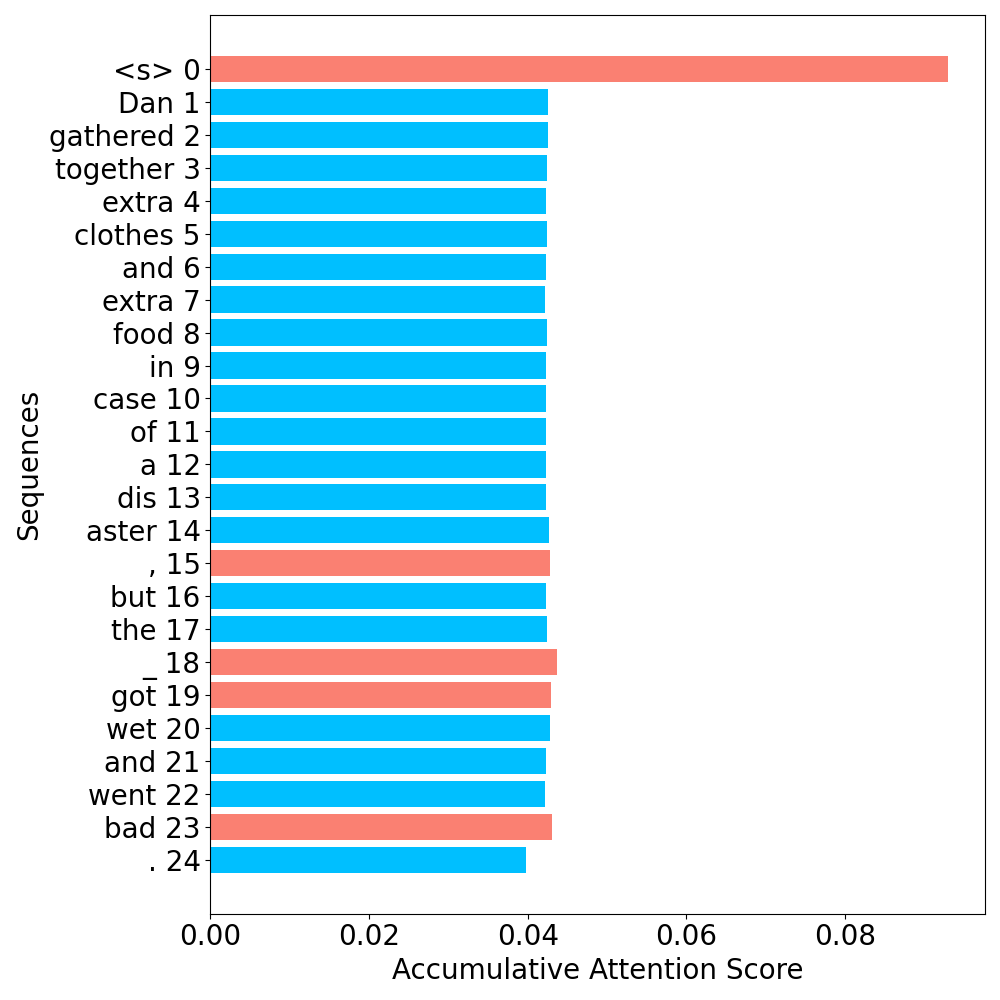 <s> 0
Dan 1
gathered 2
together 3
extra 4
clothes 5
and 6
extra 7
food 8
in 9
case 10
of 11
a 12
dis 13
aster 14
, 15
but 16
the 17
_ 18
got 19
wet 20
and 21
went 22
bad 23
. 24
Sequences
0.00 0.02 0.04 0.06 0.08
Accumulative Attention Score